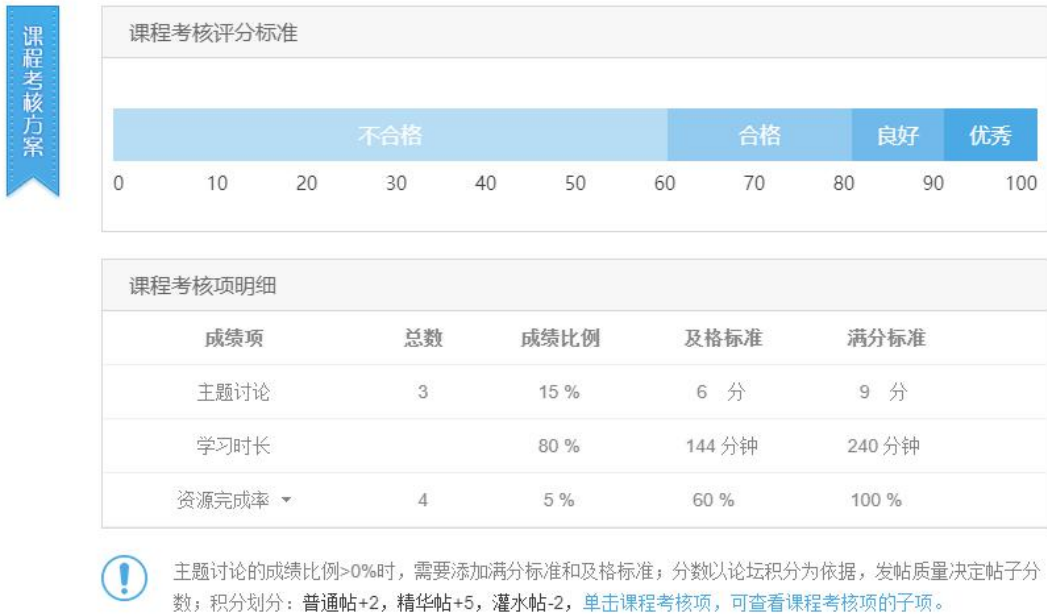 课程考核方案
课程考核评分标准
不合格 合格 良好 优秀
0 10 20 30 40 50 60 70 80 90 100
课程考核项明细
成绩项 总数 成绩比例 及格标准 满分标准
主题讨论 3 15 % 6 分 9 分
学习时长 80 % 144 分钟 240 分钟
资源完成率 4 5 % 60 % 100 %
主题讨论的成绩比例>0%时，需要添加满分标准和及格标准；分数以论坛积分为依据，发帖质量决定帖子分
数；积分划分：普通帖+2，精华帖+5，灌水帖-2，单击课程考核项，可查看课程考核项的子项。